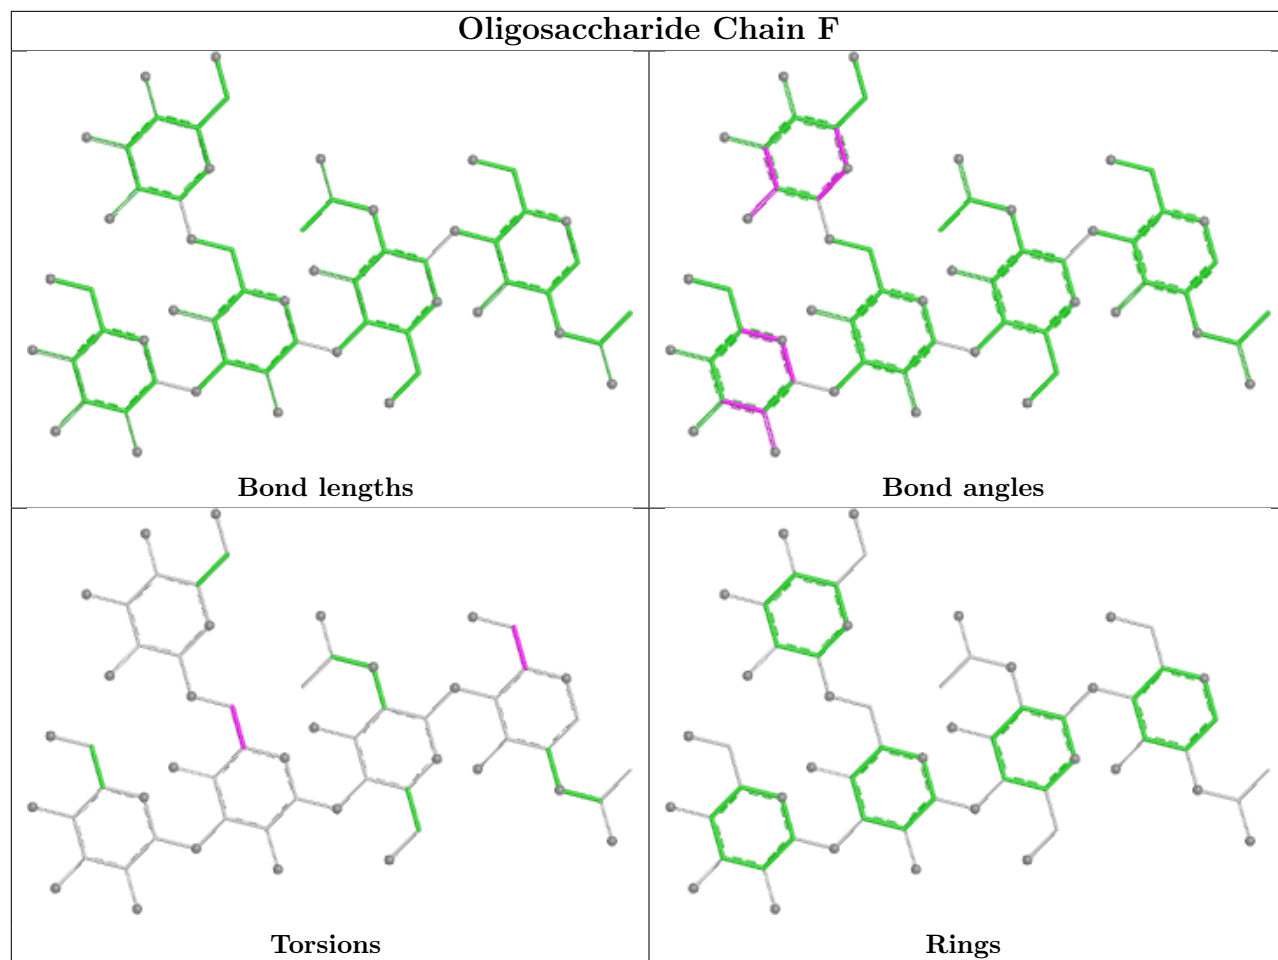 Oligosaccharide Chain F
Bond lengths
Bond angles
Torsions
Rings